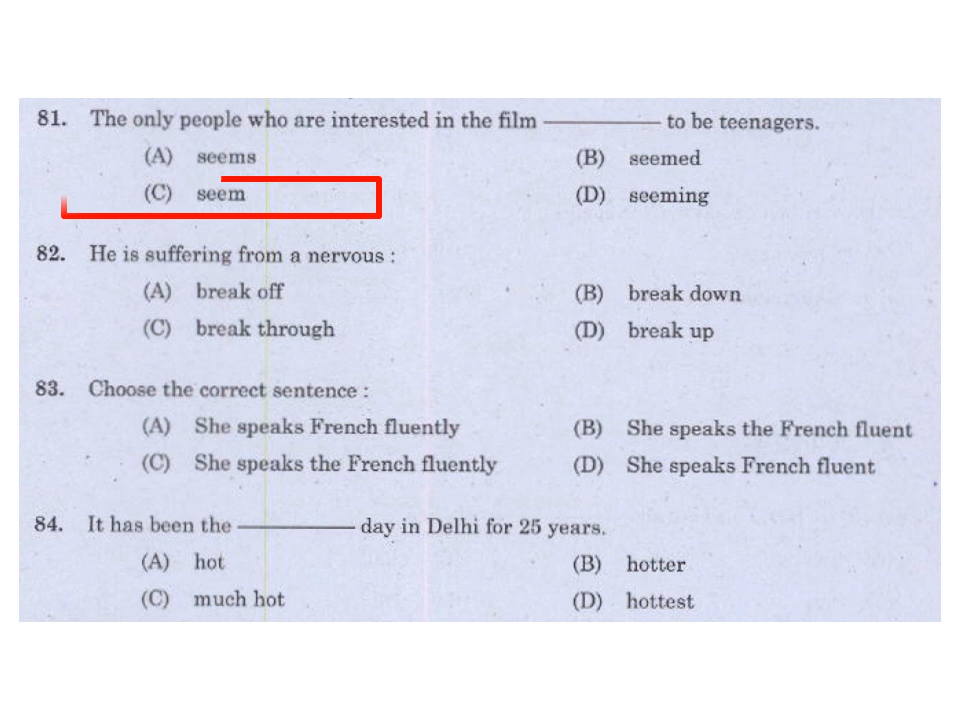 81. The only people who are interested in the film ———— to be teenagers.
(A) seems (B) seemed
(C) seem (D) seeming
82. He is suffering from a nervous :
(A) break off (B) break down
(C) break through (D) break up
83. Choose the correct sentence :
(A) She speaks French fluently (B) She speaks the French fluent
(C) She speaks the French fluently (D) She speaks French fluent
84. It has been the ———— day in Delhi for 25 years.
(A) hot (B) hotter
(C) much hot (D) hottest